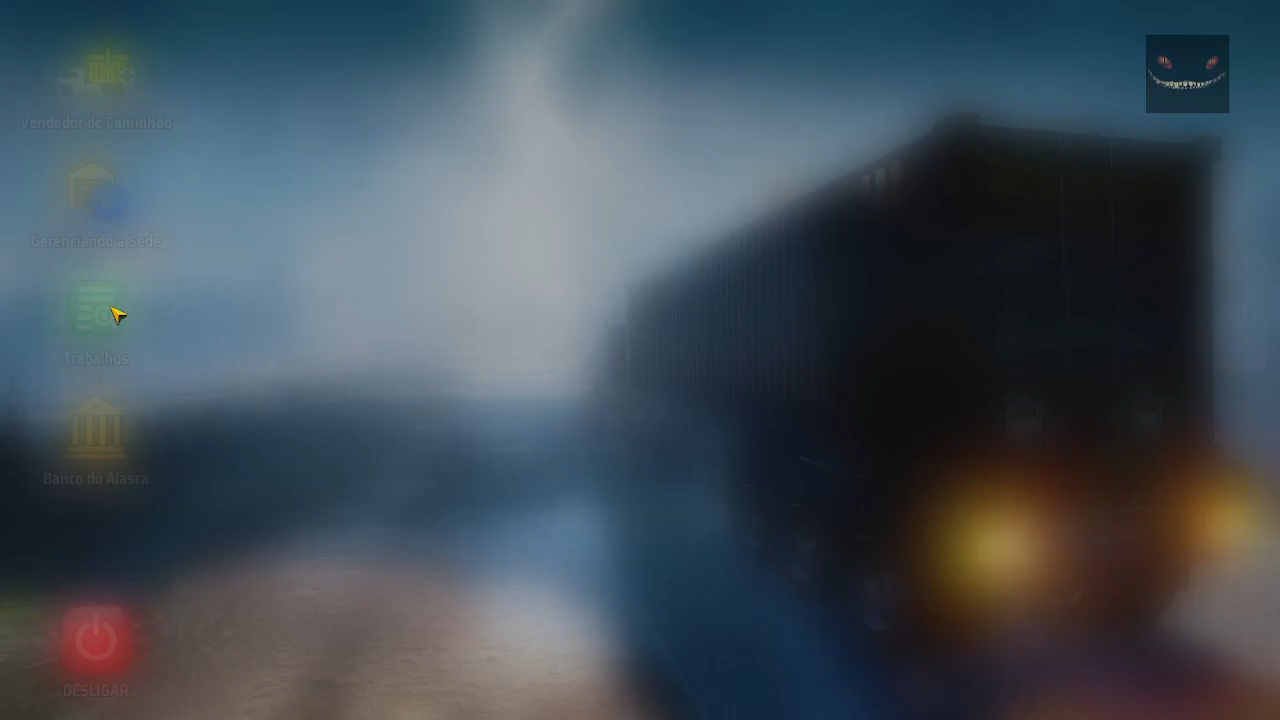 Vendedor de Caminhão
Gerenciando a Sede
Trabalhos
Banco do Alasca
DESLIGAR